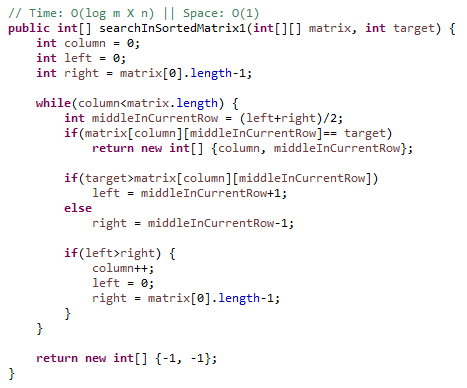 // Time: O(log m X n) || Space: O(1)
public int[] searchInSortedMatrix1(int[][] matrix, int target) {
    int column = 0;
    int left = 0;
    int right = matrix[0].length-1;

    while(column<matrix.length) {
        int middleInCurrentRow = (left+right)/2;
        if(matrix[column][middleInCurrentRow]== target)
            return new int[] {column, middleInCurrentRow};

        if(target>matrix[column][middleInCurrentRow])
            left = middleInCurrentRow+1;
        else
            right = middleInCurrentRow-1;

        if(left>right) {
            column++;
            left = 0;
            right = matrix[0].length-1;
        }
    }

    return new int[] {-1, -1};
}